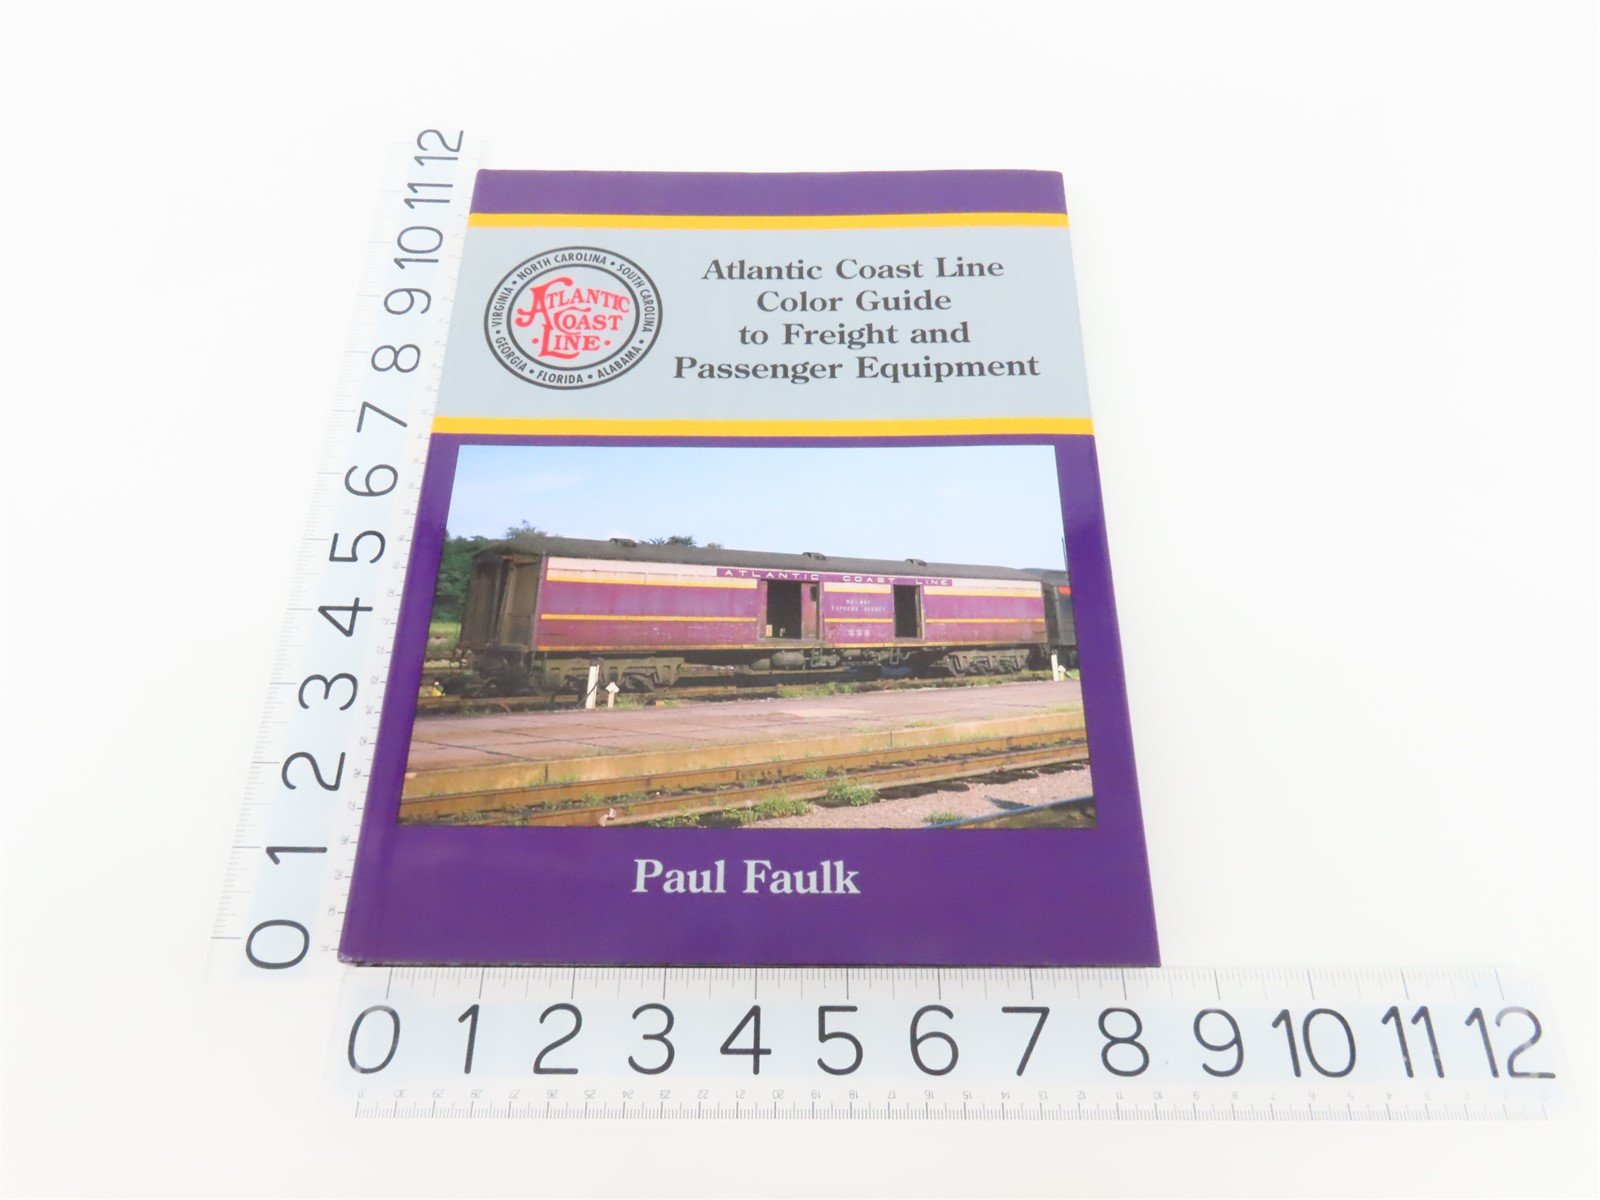 Atlantic Coast Line
Color Guide
to Freight and
Passenger Equipment
VIRGINIA • NORTH CAROLINA • SOUTH CAROLINA • ALABAMA • FLORIDA • GEORGIA •
ATLANTIC
COAST
• LINE •
ATLANTIC COAST LINE
RAILWAY
EXPRESS AGENCY
Paul Faulk
12
11
10
9
8
7
6
5
4
3
2
1
0
0 1 2 3 4 5 6 7 8 9 10 11 12